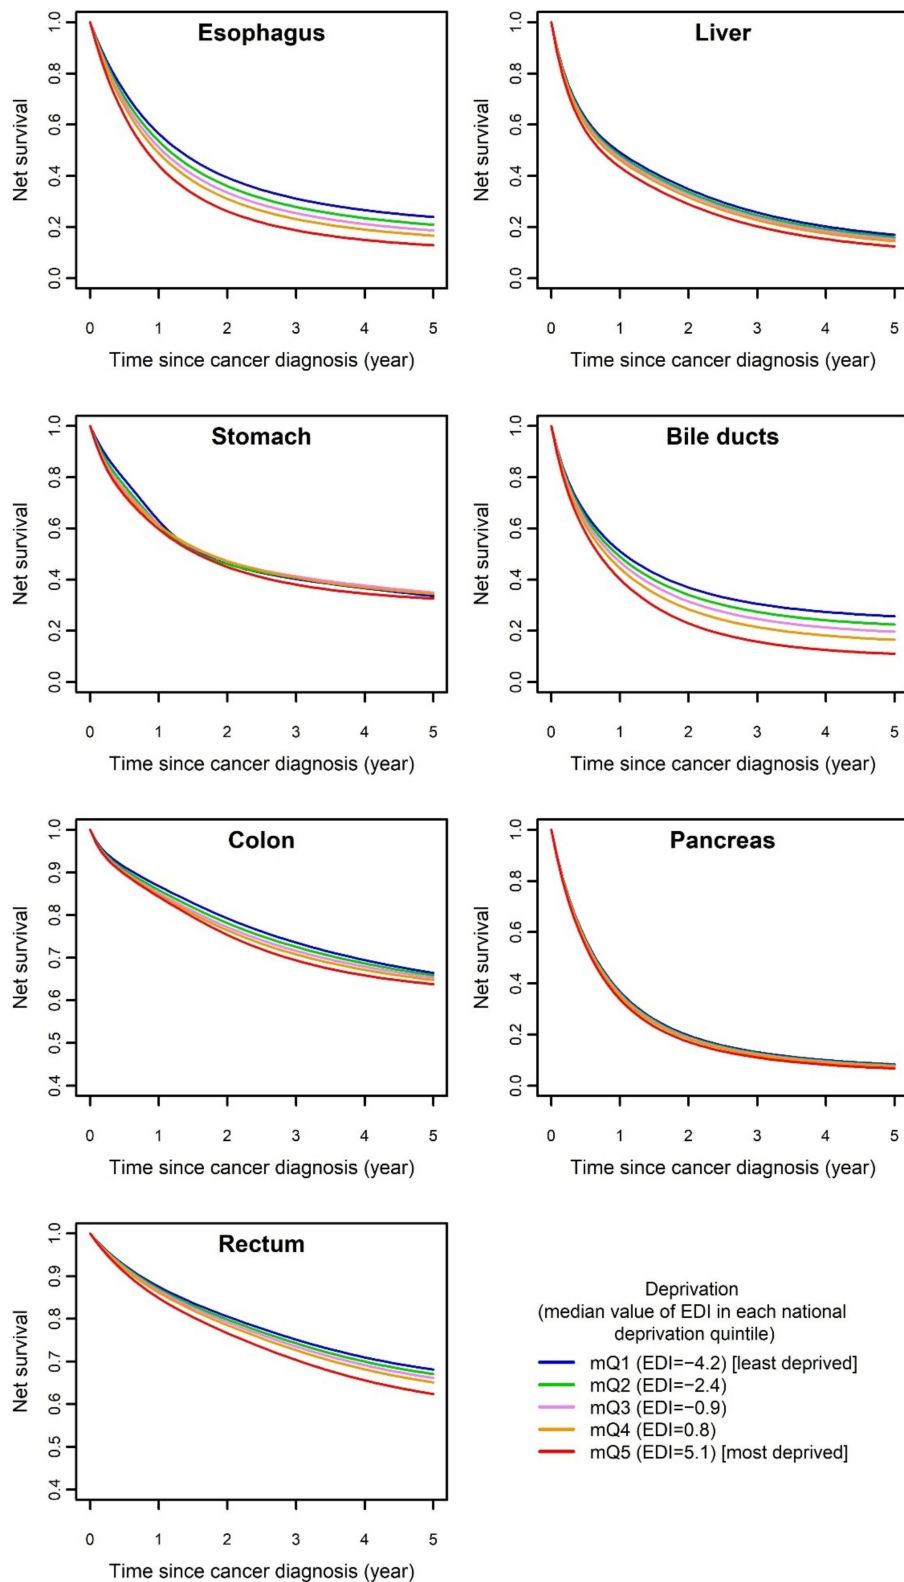 Esophagus
Net survival
1.0
0.8
0.6
0.4
0.2
0.0
0 1 2 3 4 5
Time since cancer diagnosis (year)
Liver
Net survival
1.0
0.8
0.6
0.4
0.2
0.0
0 1 2 3 4 5
Time since cancer diagnosis (year)
Stomach
Net survival
1.0
0.8
0.6
0.4
0.2
0.0
0 1 2 3 4 5
Time since cancer diagnosis (year)
Bile ducts
Net survival
1.0
0.8
0.6
0.4
0.2
0.0
0 1 2 3 4 5
Time since cancer diagnosis (year)
Colon
Net survival
1.0
0.9
0.8
0.7
0.6
0.5
0.4
0 1 2 3 4 5
Time since cancer diagnosis (year)
Pancreas
Net survival
1.0
0.8
0.6
0.4
0.2
0.0
0 1 2 3 4 5
Time since cancer diagnosis (year)
Rectum
Net survival
1.0
0.9
0.8
0.7
0.6
0.5
0.4
0 1 2 3 4 5
Time since cancer diagnosis (year)
Deprivation
(median value of EDI in each national
deprivation quintile)
mQ1 (EDI=−4.2) [least deprived]
mQ2 (EDI=−2.4)
mQ3 (EDI=−0.9)
mQ4 (EDI=0.8)
mQ5 (EDI=5.1) [most deprived]